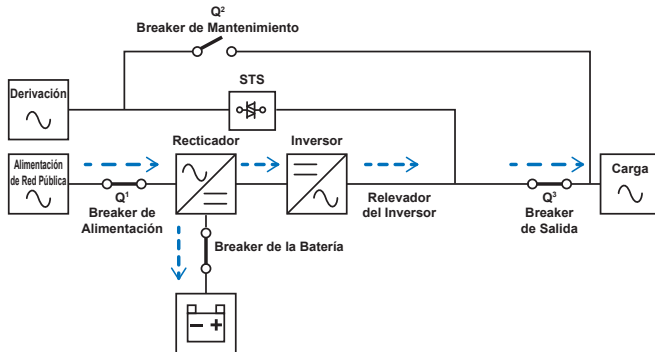 Q²
Breaker de Mantenimiento
STS
Derivación
Recticador
Inversor
Alimentación
de Red Pública
Carga
Q¹
Breaker de
Alimentación
Relevador
del Inversor
Q³
Breaker
de Salida
Breaker de la Batería